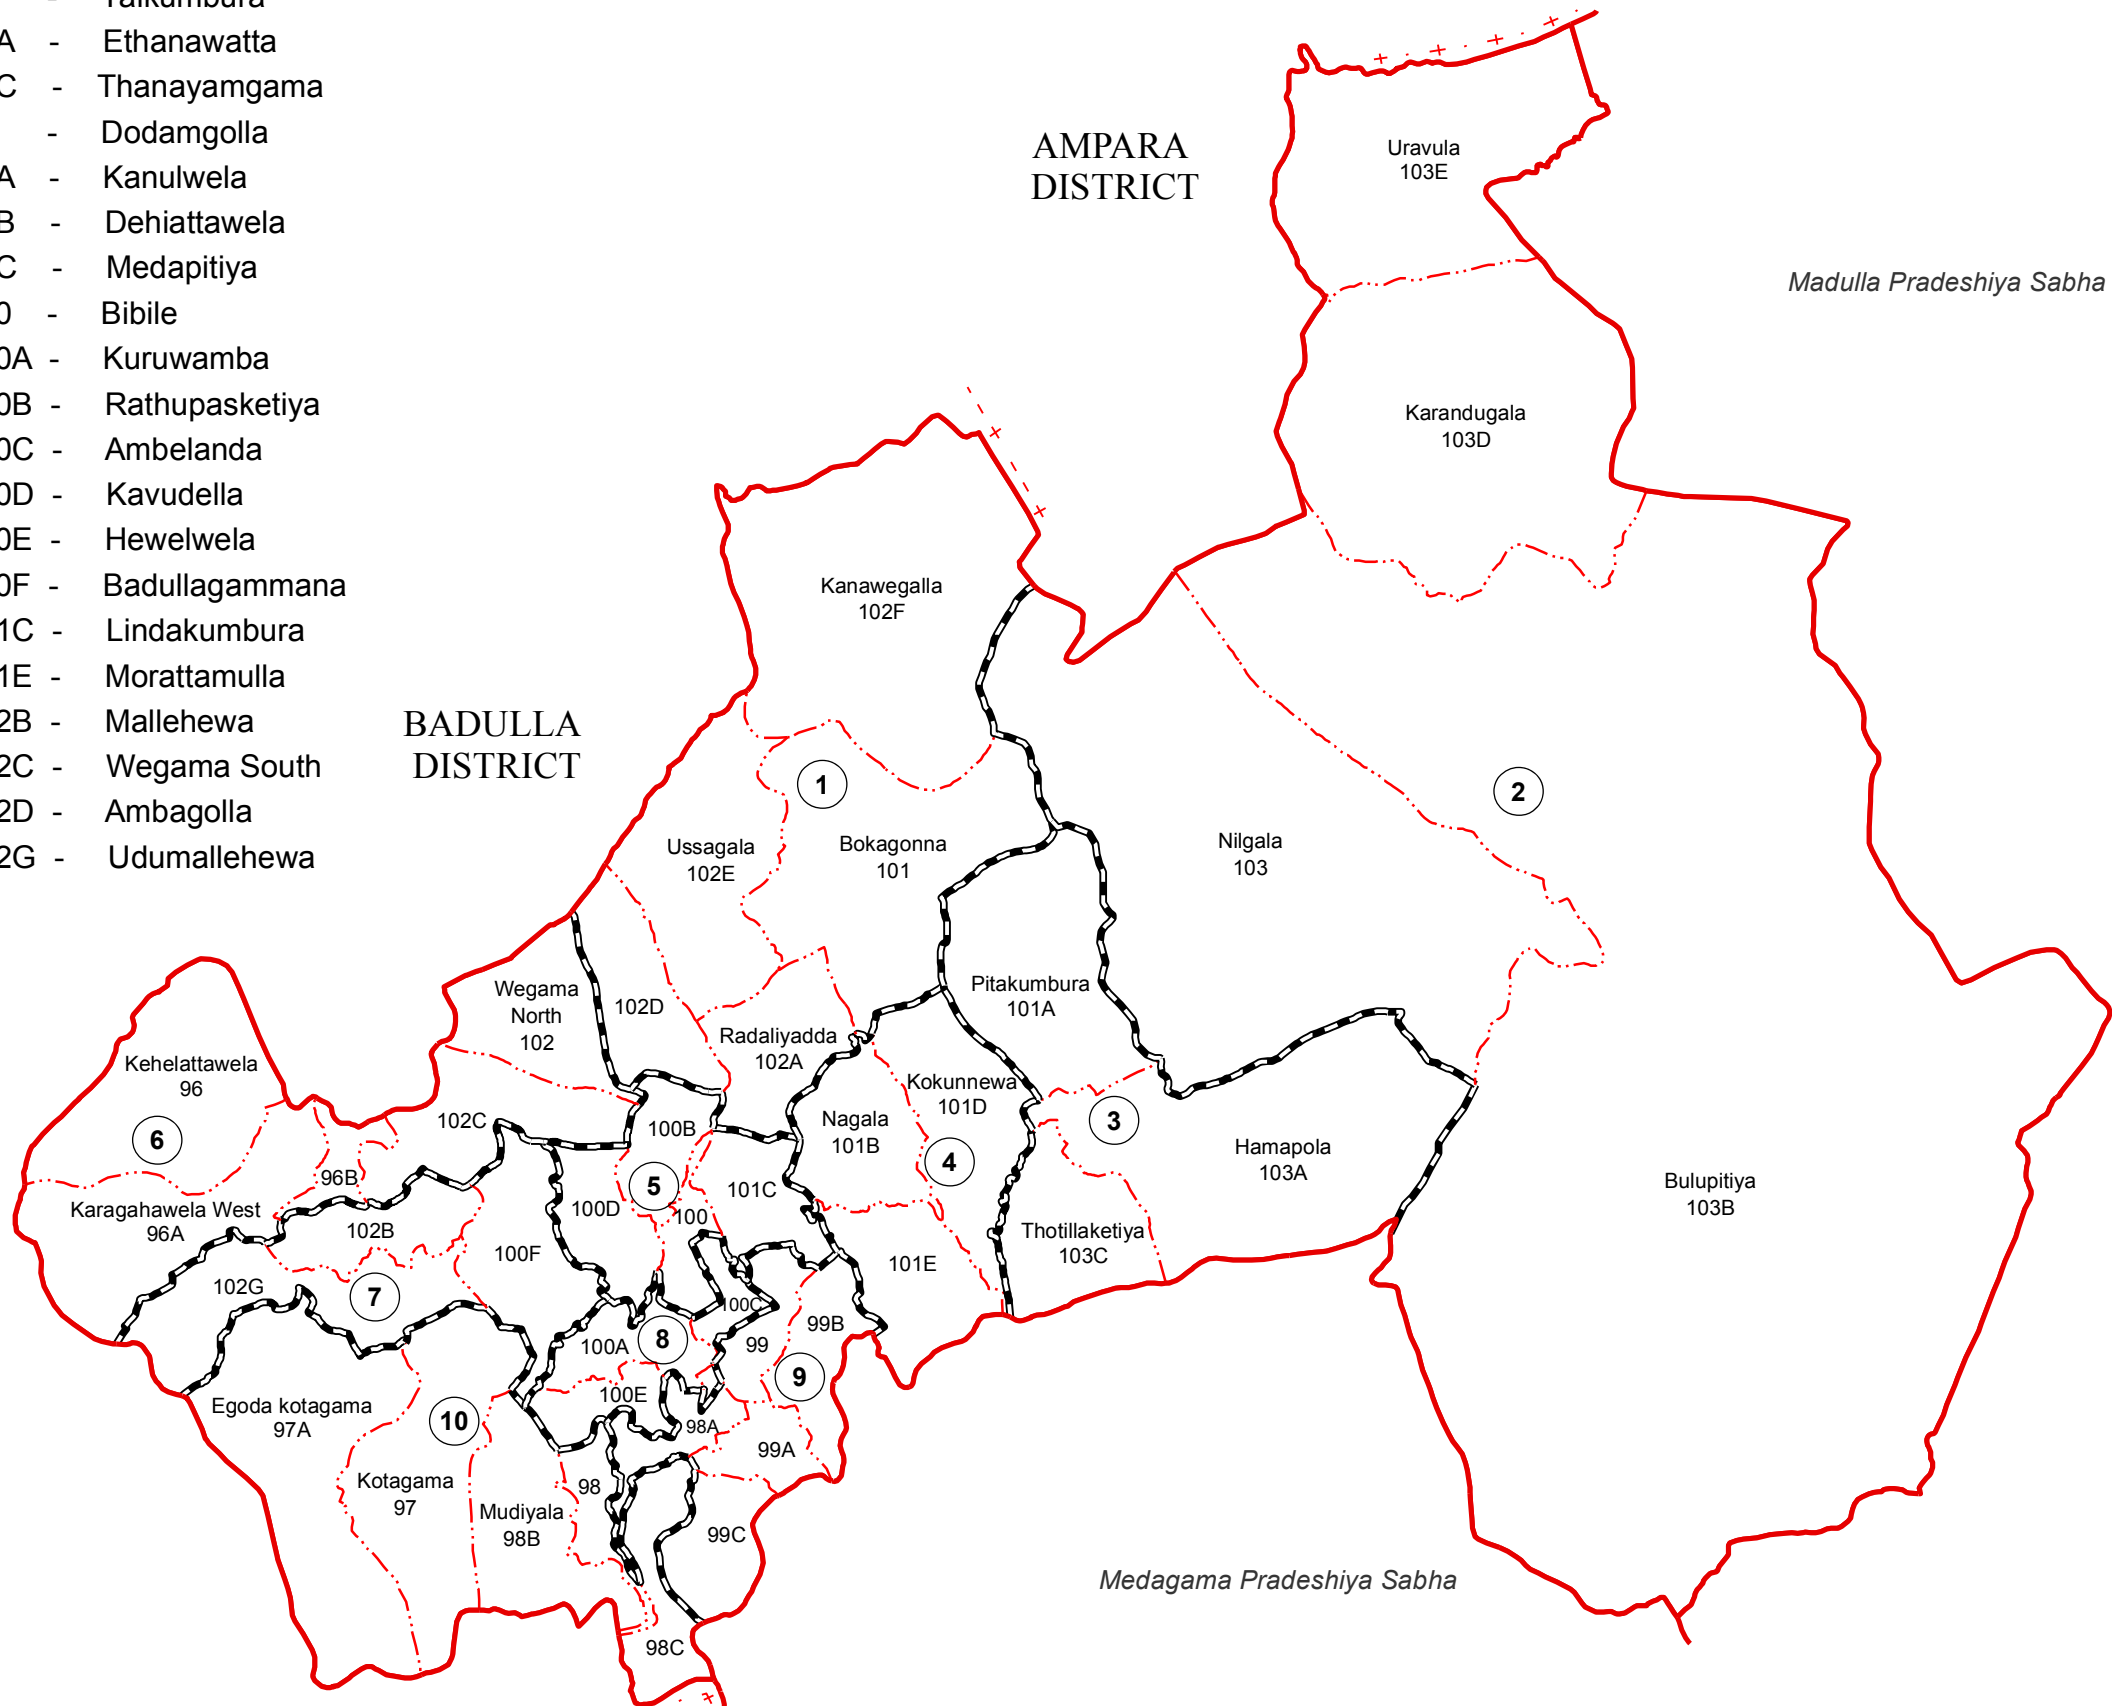 - Yalkumbura
A - Ethanawatta
C - Thanayamgama
- Dodamgolla
A - Kanulwela
B - Dehiattawela
C - Medapitiya
0 - Bibile
0A - Kuruwamba
0B - Rathupasketiya
0C - Ambelanda
0D - Kavudella
0E - Hewelwela
0F - Badullagammana
1C - Lindakumbura
1E - Morattamulla
2B - Mallehewa
2C - Wegama South
2D - Ambagolla
2G - Udumallehewa
AMPARA
DISTRICT
BADULLA
DISTRICT
Madulla Pradeshiya Sabha
Medagama Pradeshiya Sabha
Uravula
103E
Karandugala
103D
Kanawegalla
102F
1
2
Ussagala
102E
Bokagonna
101
Nilgala
103
Wegama
North
102
102D
Pitakumbura
101A
Radaliyadda
102A
Kehelattawela
96
6
Kokunnewa
101D
3
102C
100B
Nagala
101B
4
Hamapola
103A
Bulupitiya
103B
96B
5
101C
Karagahawela West
96A
102B
100D
100
Thotillaketiya
103C
100F
101E
102G
7
100C
99B
100A
8
99
9
100E
Egoda kotagama
97A
10
98A
99A
Kotagama
97
98
Mudiyala
98B
99C
98C